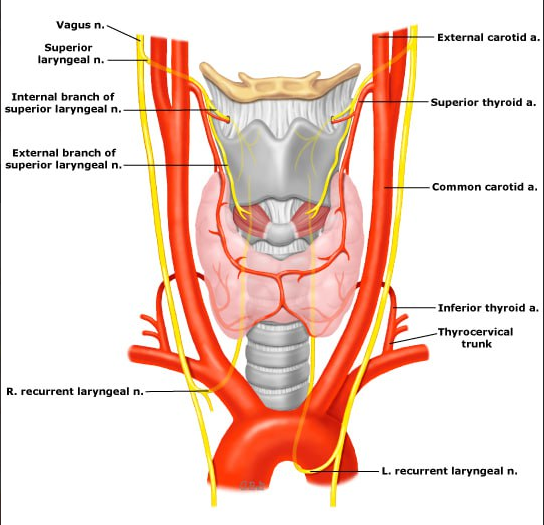 Vagus n.
Superior
laryngeal n.
Internal branch of
superior laryngeal n.
External branch of
superior laryngeal n.
R. recurrent laryngeal n.
External carotid a.
Superior thyroid a.
Common carotid a.
Inferior thyroid a.
Thyrocervical
trunk
L. recurrent laryngeal n.